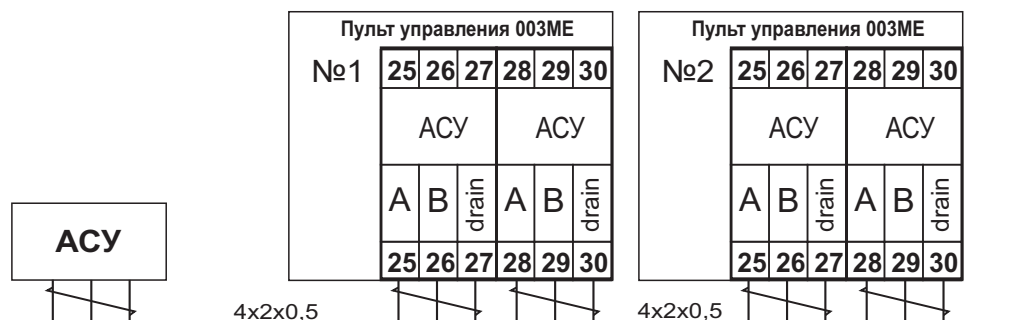 Пульт управления 003МЕ
№1 25 26 27 28 29 30
АСУ АСУ
A B drain A B drain
25 26 27 28 29 30
Пульт управления 003МЕ
№2 25 26 27 28 29 30
АСУ АСУ
A B drain A B drain
25 26 27 28 29 30
АСУ
4x2x0,5
4x2x0,5